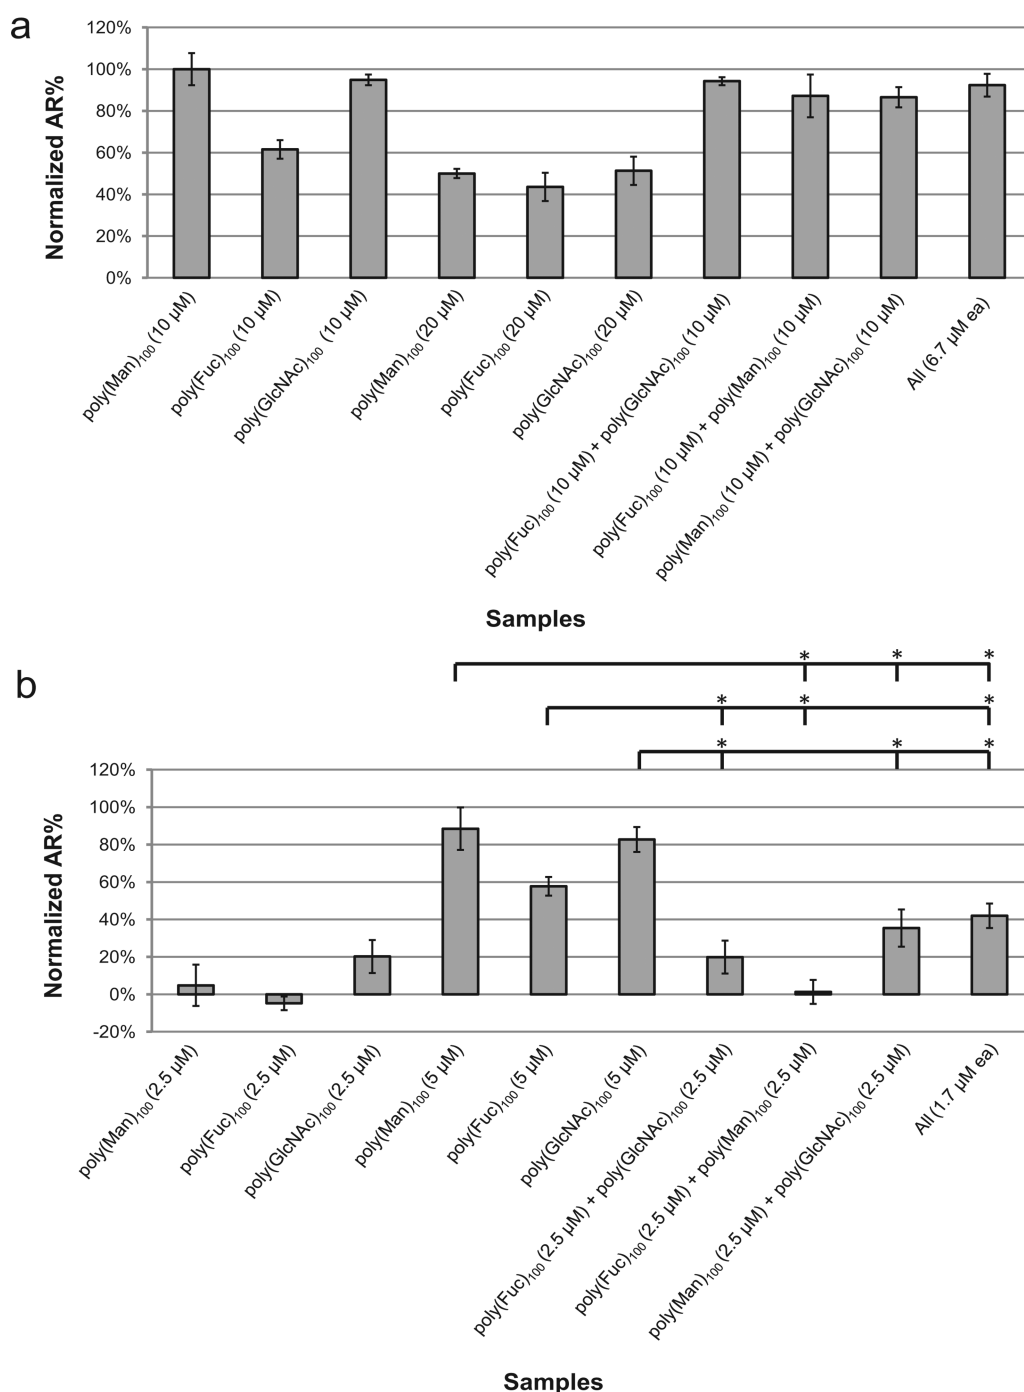 a
Normalized AR%
120%
100%
80%
60%
40%
20%
0%
poly(Man)₁₀₀ (10 µM)
poly(Fuc)₁₀₀ (10 µM)
poly(GlcNAc)₁₀₀ (10 µM)
poly(Man)₁₀₀ (20 µM)
poly(Fuc)₁₀₀ (20 µM)
poly(GlcNAc)₁₀₀ (20 µM)
poly(Fuc)₁₀₀ (10 µM) + poly(GlcNAc)₁₀₀ (10 µM)
poly(Fuc)₁₀₀ (10 µM) + poly(Man)₁₀₀ (10 µM)
poly(Man)₁₀₀ (10 µM) + poly(GlcNAc)₁₀₀ (10 µM)
All (6.7 µM ea)
Samples
b
* * *
* * *
* * *
Normalized AR%
120%
100%
80%
60%
40%
20%
0%
-20%
poly(Man)₁₀₀ (2.5 µM)
poly(Fuc)₁₀₀ (2.5 µM)
poly(GlcNAc)₁₀₀ (2.5 µM)
poly(Man)₁₀₀ (5 µM)
poly(Fuc)₁₀₀ (5 µM)
poly(GlcNAc)₁₀₀ (5 µM)
poly(Fuc)₁₀₀ (2.5 µM) + poly(GlcNAc)₁₀₀ (2.5 µM)
poly(Fuc)₁₀₀ (2.5 µM) + poly(Man)₁₀₀ (2.5 µM)
poly(Man)₁₀₀ (2.5 µM) + poly(GlcNAc)₁₀₀ (2.5 µM)
All (1.7 µM ea)
Samples